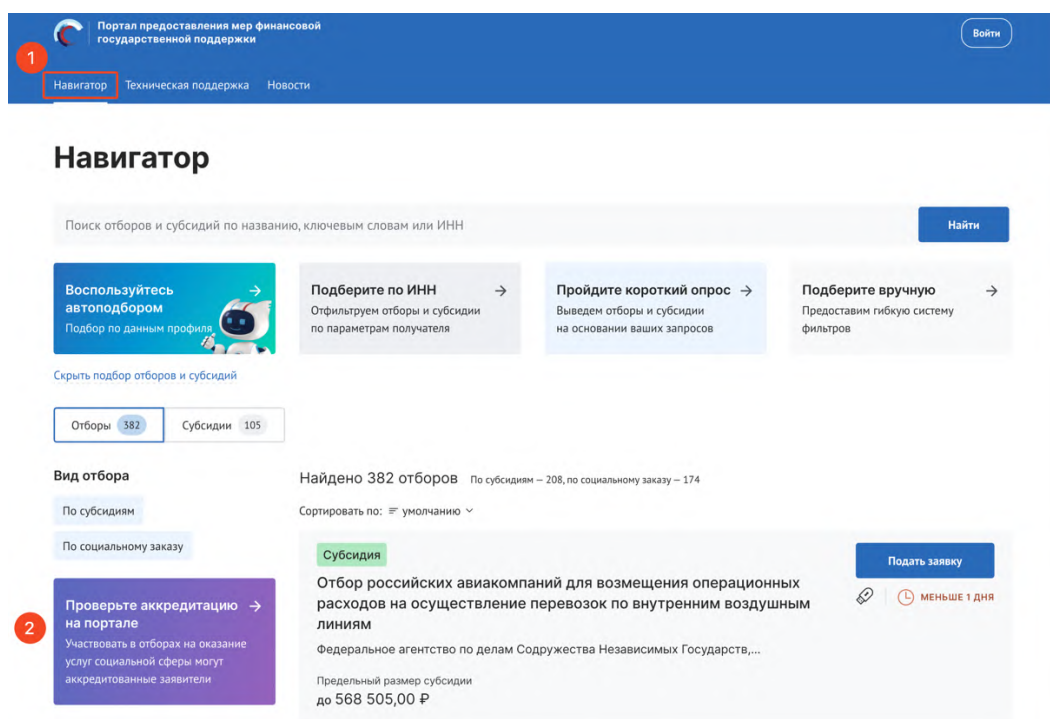 Портал предоставления мер финансовой
государственной поддержки
Войти
1
Навигатор Техническая поддержка Новости
Навигатор
Поиск отборов и субсидий по названию, ключевым словам или ИНН
Найти
Воспользуйтесь
автоподбором
Подбор по данным профиля
Подберите по ИНН
Отфильтруем отборы и субсидии
по параметрам получателя
Пройдите короткий опрос
Выведем отборы и субсидии
на основании ваших запросов
Подберите вручную
Предоставим гибкую систему
фильтров
Скрыть подбор отборов и субсидий
Отборы 382 Субсидии 105
Вид отбора
По субсидиям
По социальному заказу
Найдено 382 отборов По субсидиям – 208, по социальному заказу – 174
Сортировать по: умолчанию
Субсидия
Отбор российских авиакомпаний для возмещения операционных
расходов на осуществление перевозок по внутренним воздушным
линиям
Федеральное агентство по делам Содружества Независимых Государств,...
Предельный размер субсидии
до 568 505,00 ₽
Подать заявку
МЕНЬШЕ 1 ДНЯ
2
Проверьте аккредитацию
на портале
Участвовать в отборах на оказание
услуг социальной сферы могут
аккредитованные заявители